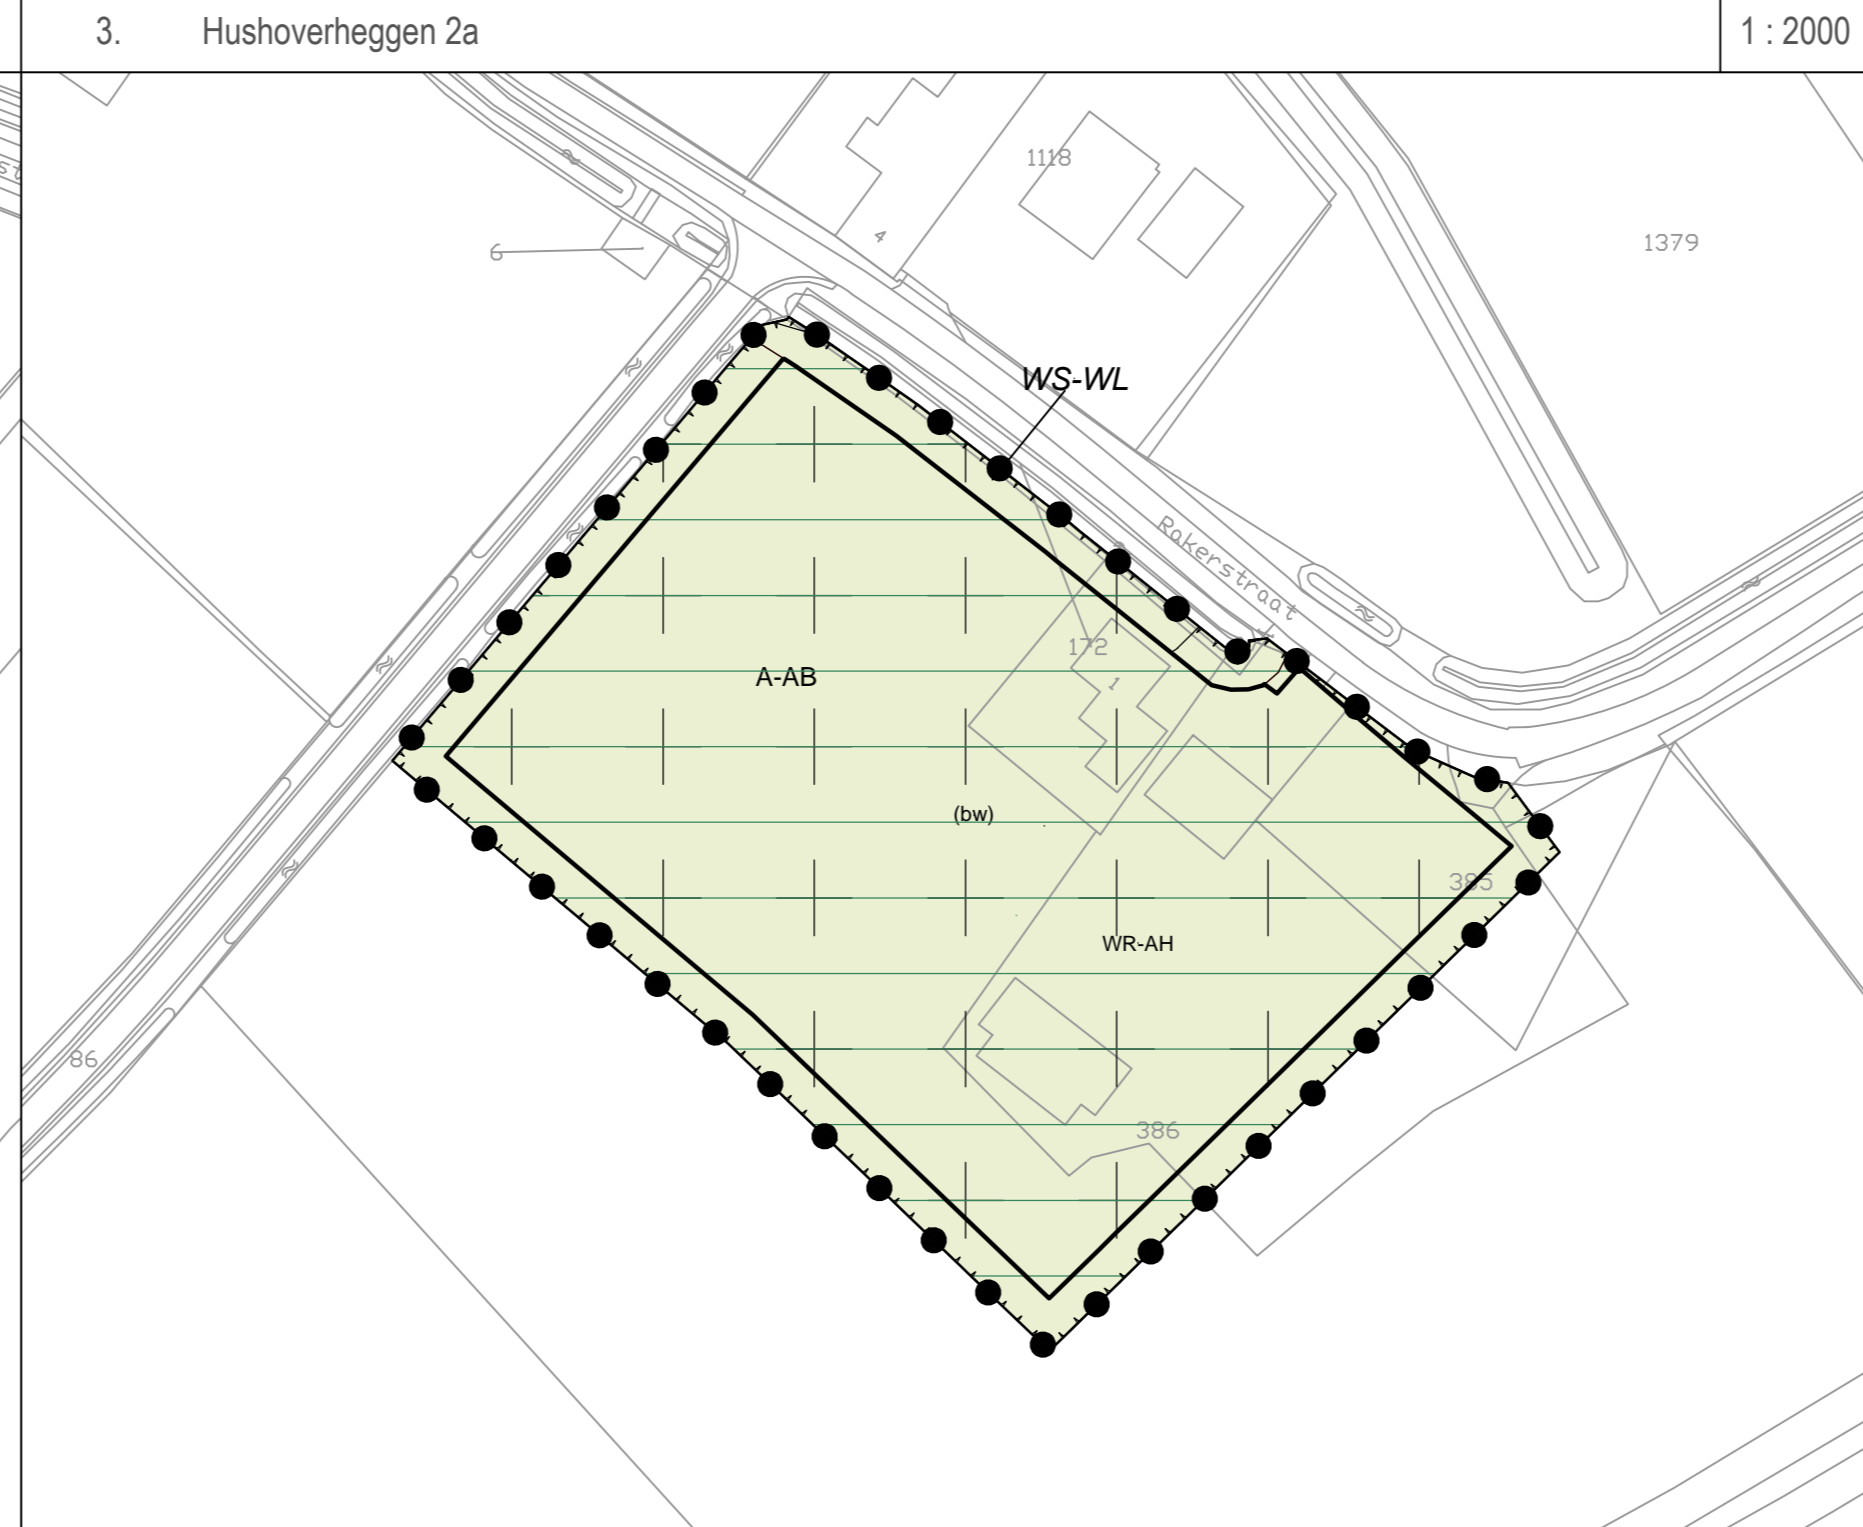 3. Hushoverheggen 2a 1 : 2000
1118
4
1379
6
WS-WL
Rakerstraat
172
A-AB
1
(bw)
385
WR-AH
86
386